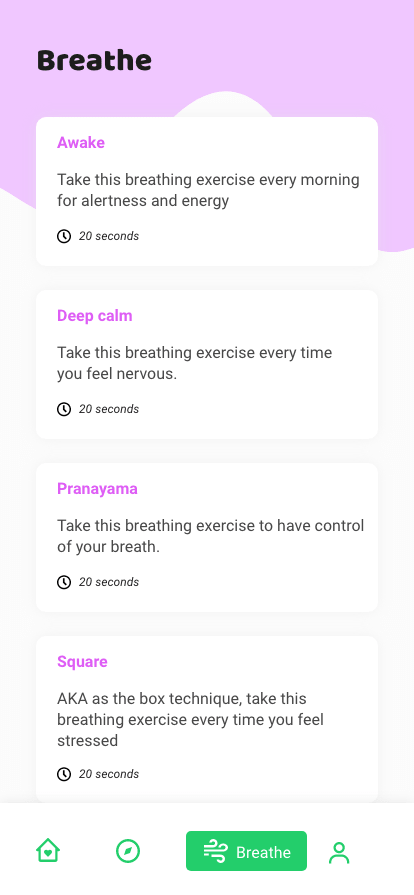 Breathe
Awake
Take this breathing exercise every morning
for alertness and energy
20 seconds
Deep calm
Take this breathing exercise every time
you feel nervous.
20 seconds
Pranayama
Take this breathing exercise to have control
of your breath.
20 seconds
Square
AKA as the box technique, take this
breathing exercise every time you feel
stressed
20 seconds
Breathe